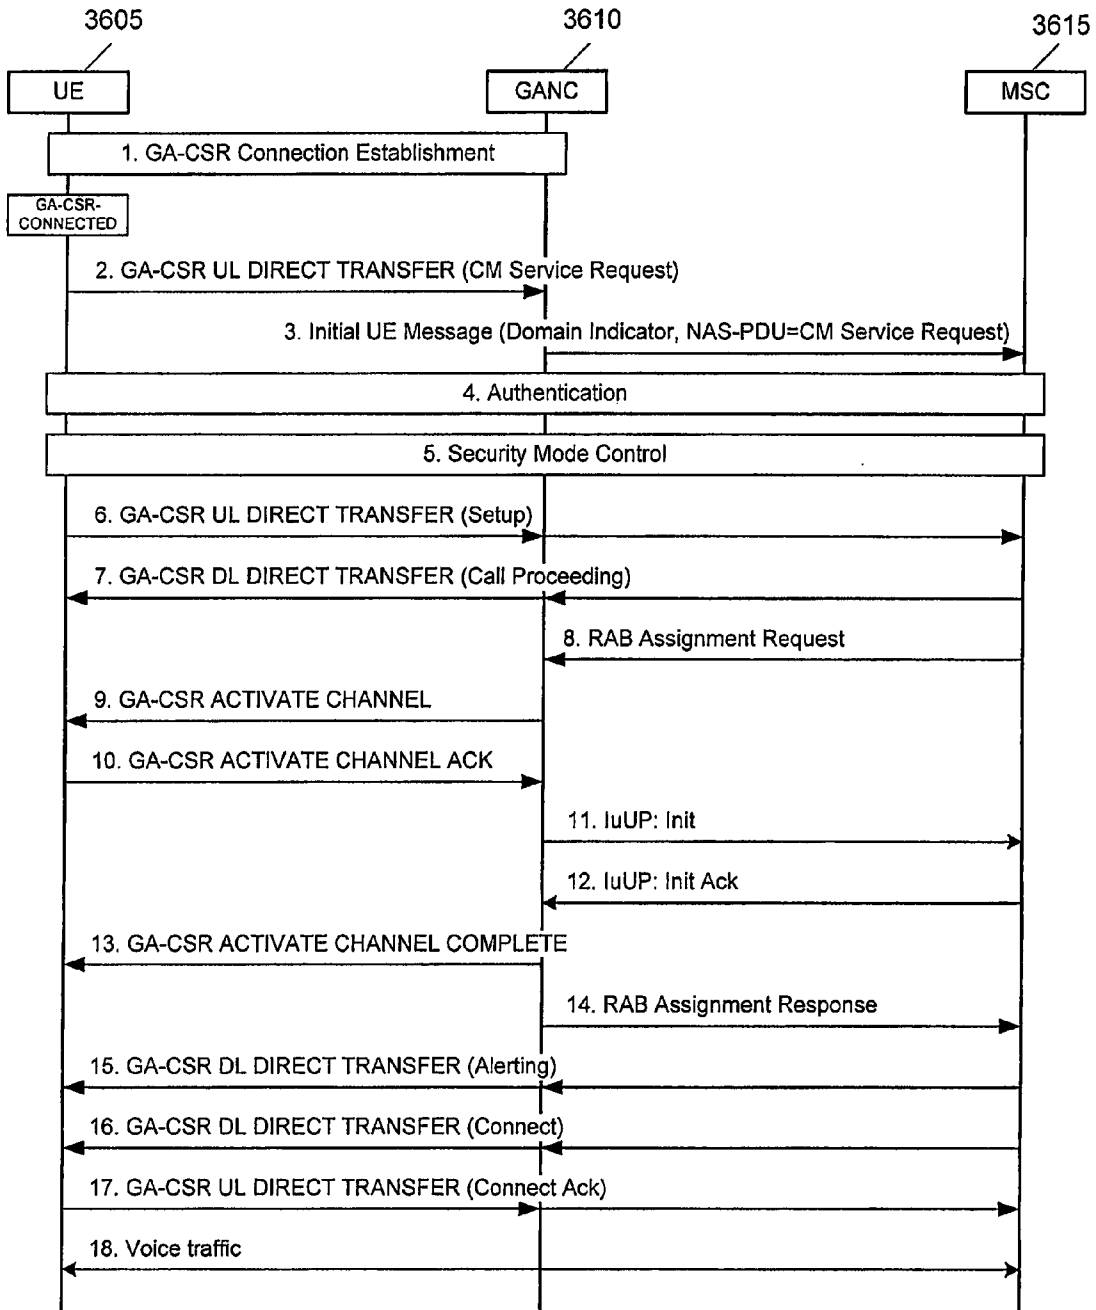 3605
3610
3615
UE
GANC
MSC
1. GA-CSR Connection Establishment
GA-CSR-
CONNECTED
2. GA-CSR UL DIRECT TRANSFER (CM Service Request)
3. Initial UE Message (Domain Indicator, NAS-PDU=CM Service Request)
4. Authentication
5. Security Mode Control
6. GA-CSR UL DIRECT TRANSFER (Setup)
7. GA-CSR DL DIRECT TRANSFER (Call Proceeding)
8. RAB Assignment Request
9. GA-CSR ACTIVATE CHANNEL
10. GA-CSR ACTIVATE CHANNEL ACK
11. IuUP: Init
12. IuUP: Init Ack
13. GA-CSR ACTIVATE CHANNEL COMPLETE
14. RAB Assignment Response
15. GA-CSR DL DIRECT TRANSFER (Alerting)
16. GA-CSR DL DIRECT TRANSFER (Connect)
17. GA-CSR UL DIRECT TRANSFER (Connect Ack)
18. Voice traffic